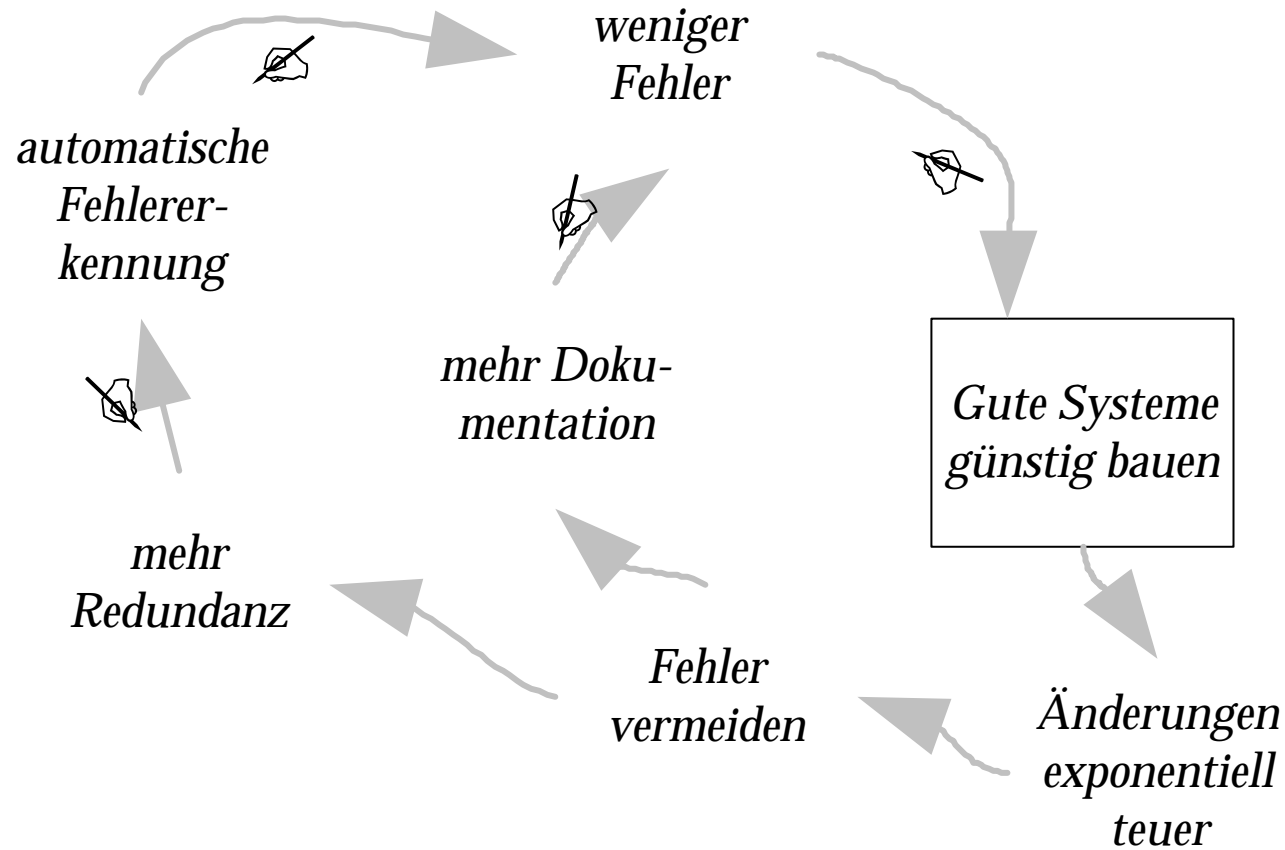 weniger
Fehler
automatische
Fehlerer-
kennung
mehr Doku-
mentation
Gute Systeme
günstig bauen
mehr
Redundanz
Fehler
vermeiden
Änderungen
exponentiell
teuer